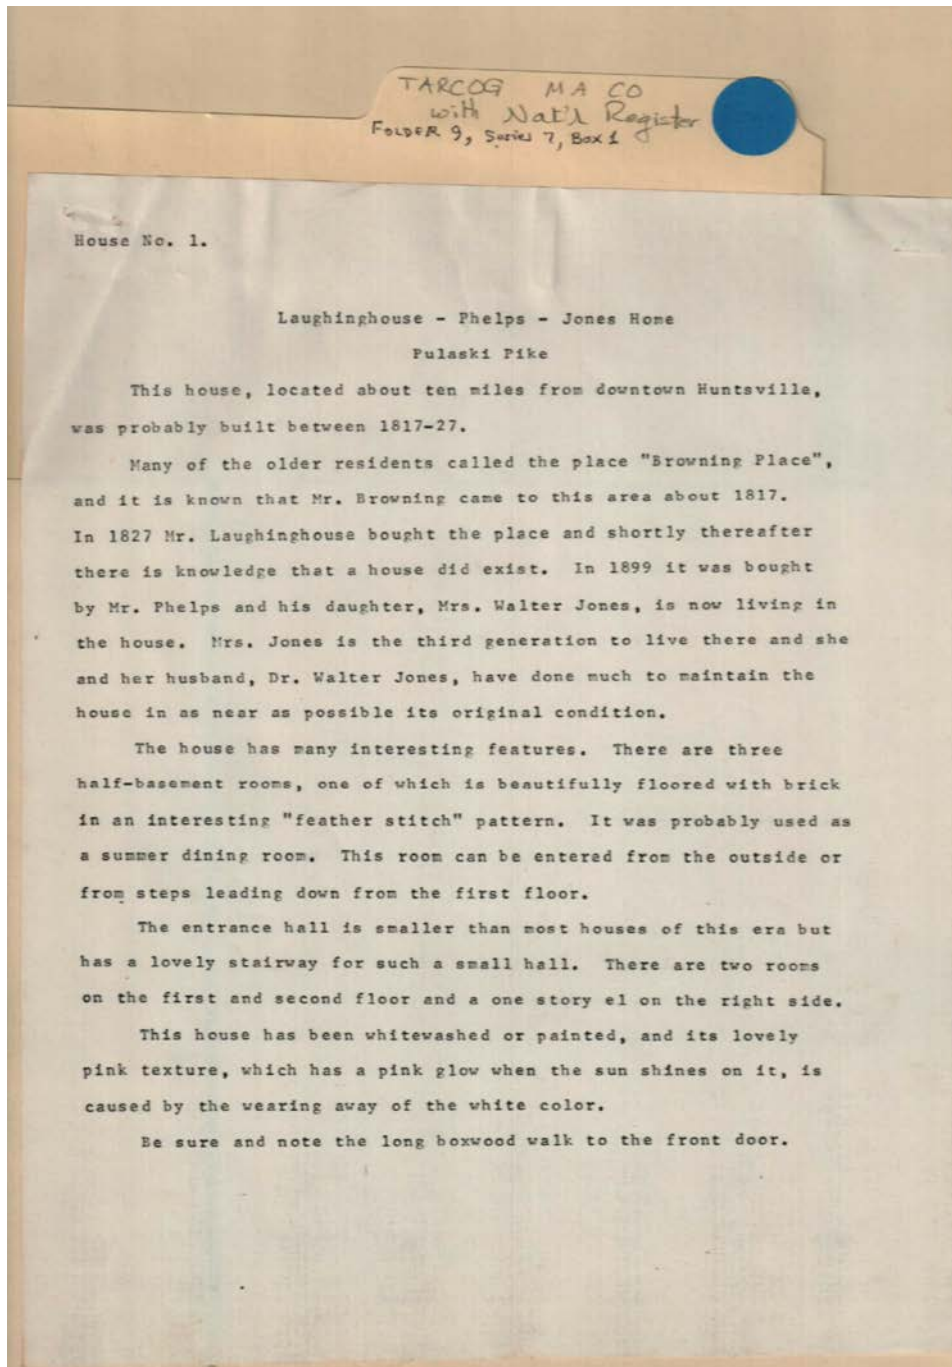 TARCOG MA CO
with Nat'l Register
FOLDER 9, Series 7, Box 1
House No. 1.
Laughinghouse - Phelps - Jones Home
Pulaski Pike
This house, located about ten miles from downtown Huntsville,
was probably built between 1817-27.
Many of the older residents called the place "Browning Place",
and it is known that Mr. Browning came to this area about 1817.
In 1827 Mr. Laughinghouse bought the place and shortly thereafter
there is knowledge that a house did exist. In 1899 it was bought
by Mr. Phelps and his daughter, Mrs. Walter Jones, is now living in
the house. Mrs. Jones is the third generation to live there and she
and her husband, Dr. Walter Jones, have done much to maintain the
house in as near as possible its original condition.
The house has many interesting features. There are three
half-basement rooms, one of which is beautifully floored with brick
in an interesting "feather stitch" pattern. It was probably used as
a summer dining room. This room can be entered from the outside or
from steps leading down from the first floor.
The entrance hall is smaller than most houses of this era but
has a lovely stairway for such a small hall. There are two rooms
on the first and second floor and a one story el on the right side.
This house has been whitewashed or painted, and its lovely
pink texture, which has a pink glow when the sun shines on it, is
caused by the wearing away of the white color.
Be sure and note the long boxwood walk to the front door.